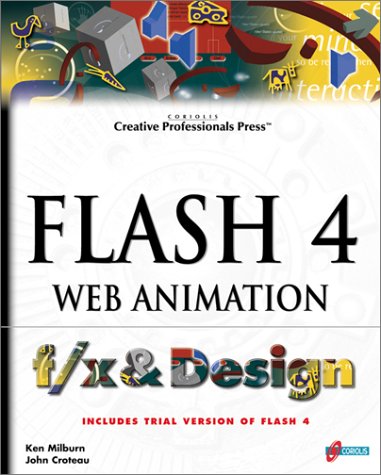 mind
CORIOLIS
Creative Professionals Press™
FLASH 4
WEB ANIMATION
f/x & Design
INCLUDES TRIAL VERSION OF FLASH 4
Ken Milburn
John Croteau
CORIOLIS